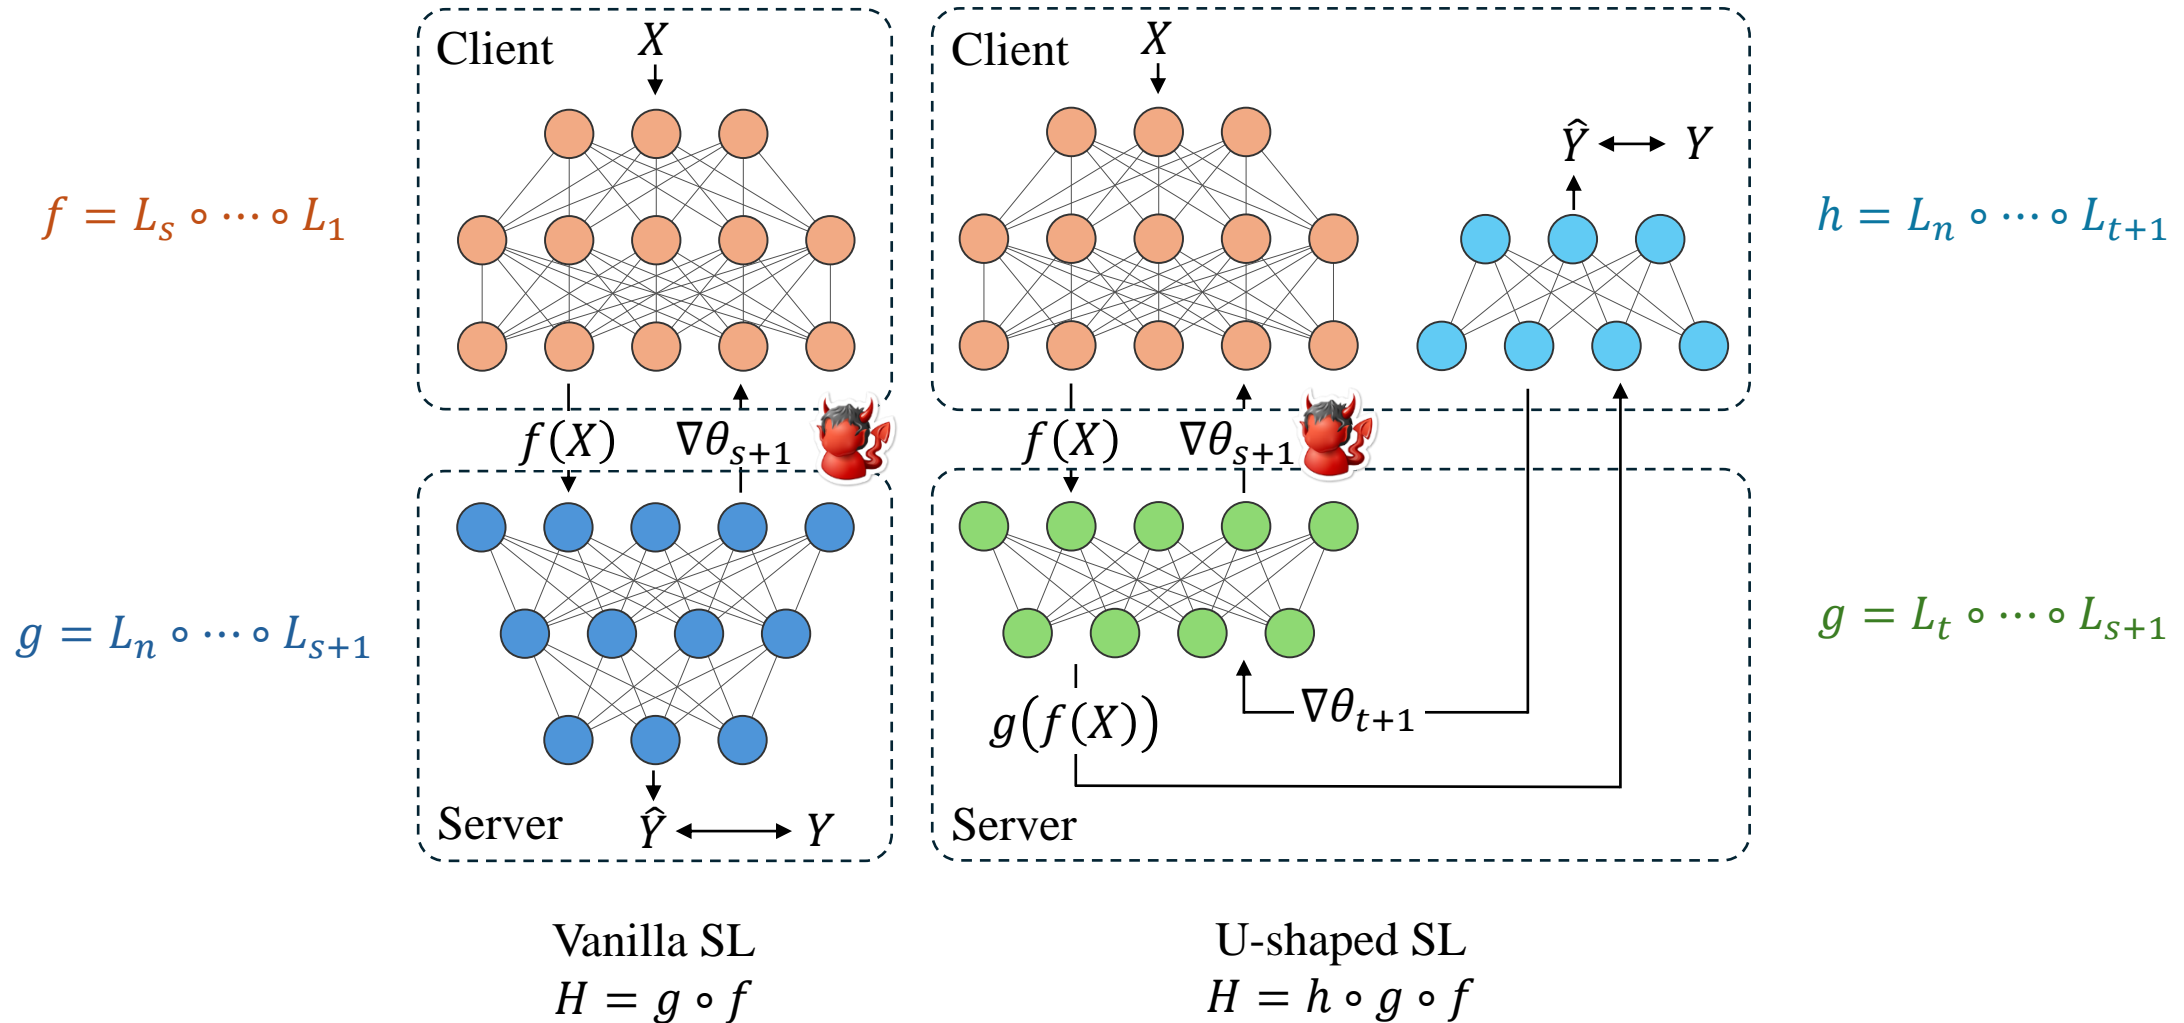 Client
X
f = L_s ∘ ⋯ ∘ L_1
f(X)
∇θ_{s+1}
g = L_n ∘ ⋯ ∘ L_{s+1}
Server
Ŷ
Y
Vanilla SL
H = g ∘ f
Client
X
Ŷ
Y
h = L_n ∘ ⋯ ∘ L_{t+1}
f(X)
∇θ_{s+1}
g = L_t ∘ ⋯ ∘ L_{s+1}
g(f(X))
∇θ_{t+1}
Server
U-shaped SL
H = h ∘ g ∘ f